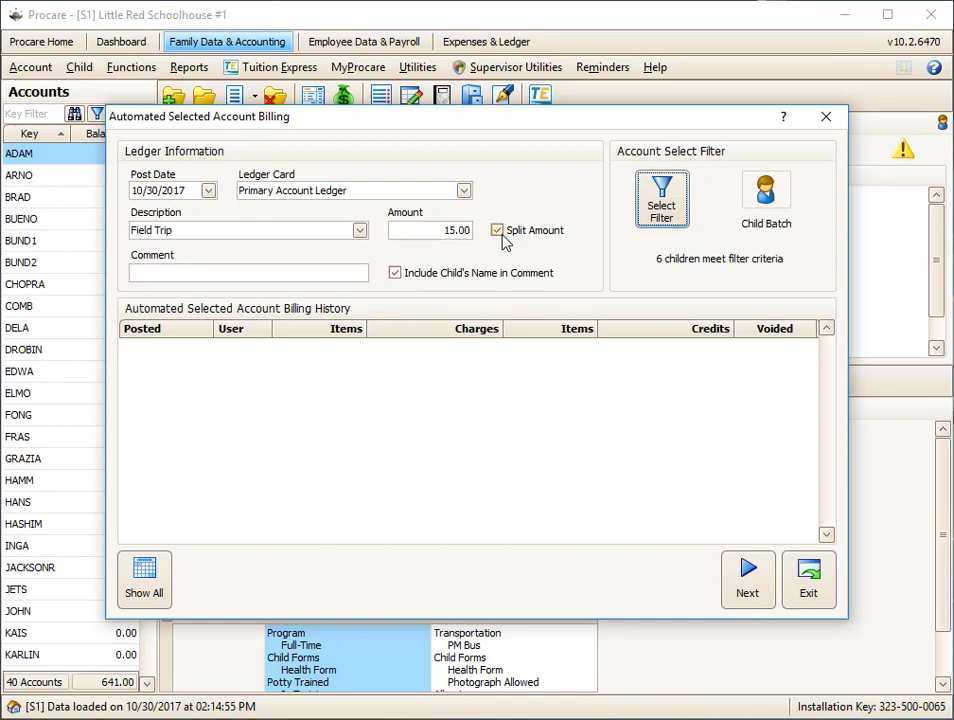 Procare - [S1] Little Red Schoolhouse #1
Procare Home Dashboard Family Data & Accounting Employee Data & Payroll Expenses & Ledger v10.2.6470
Account Child Functions Reports Tuition Express MyProcare Utilities Supervisor Utilities Reminders Help
Accounts
TE
Key Filter
Key Bala
ADAM
ARNO
BRAD
BUENO
BUND1
BUND2
CHOPRA
COMB
DELA
DROBIN
EDWA
ELMO
FONG
FRAS
GRAZIA
HAMM
HANS
HASHIM
INGA
JACKSONR
JETS
JOHN
KAIS 0.00
KARLIN 0.00
40 Accounts 641.00
Automated Selected Account Billing ?
Ledger Information
Post Date Ledger Card
10/30/2017 Primary Account Ledger
Description Amount
Field Trip 15.00 Split Amount
Comment
Include Child's Name in Comment
Account Select Filter
Select Filter
Child Batch
6 children meet filter criteria
Automated Selected Account Billing History
Posted User Items Charges Items Credits Voided
Show All Next Exit
Program
Full-Time
Child Forms
Health Form
Potty Trained
Transportation
PM Bus
Child Forms
Health Form
Photograph Allowed
[S1] Data loaded on 10/30/2017 at 02:14:55 PM Installation Key: 323-500-0065